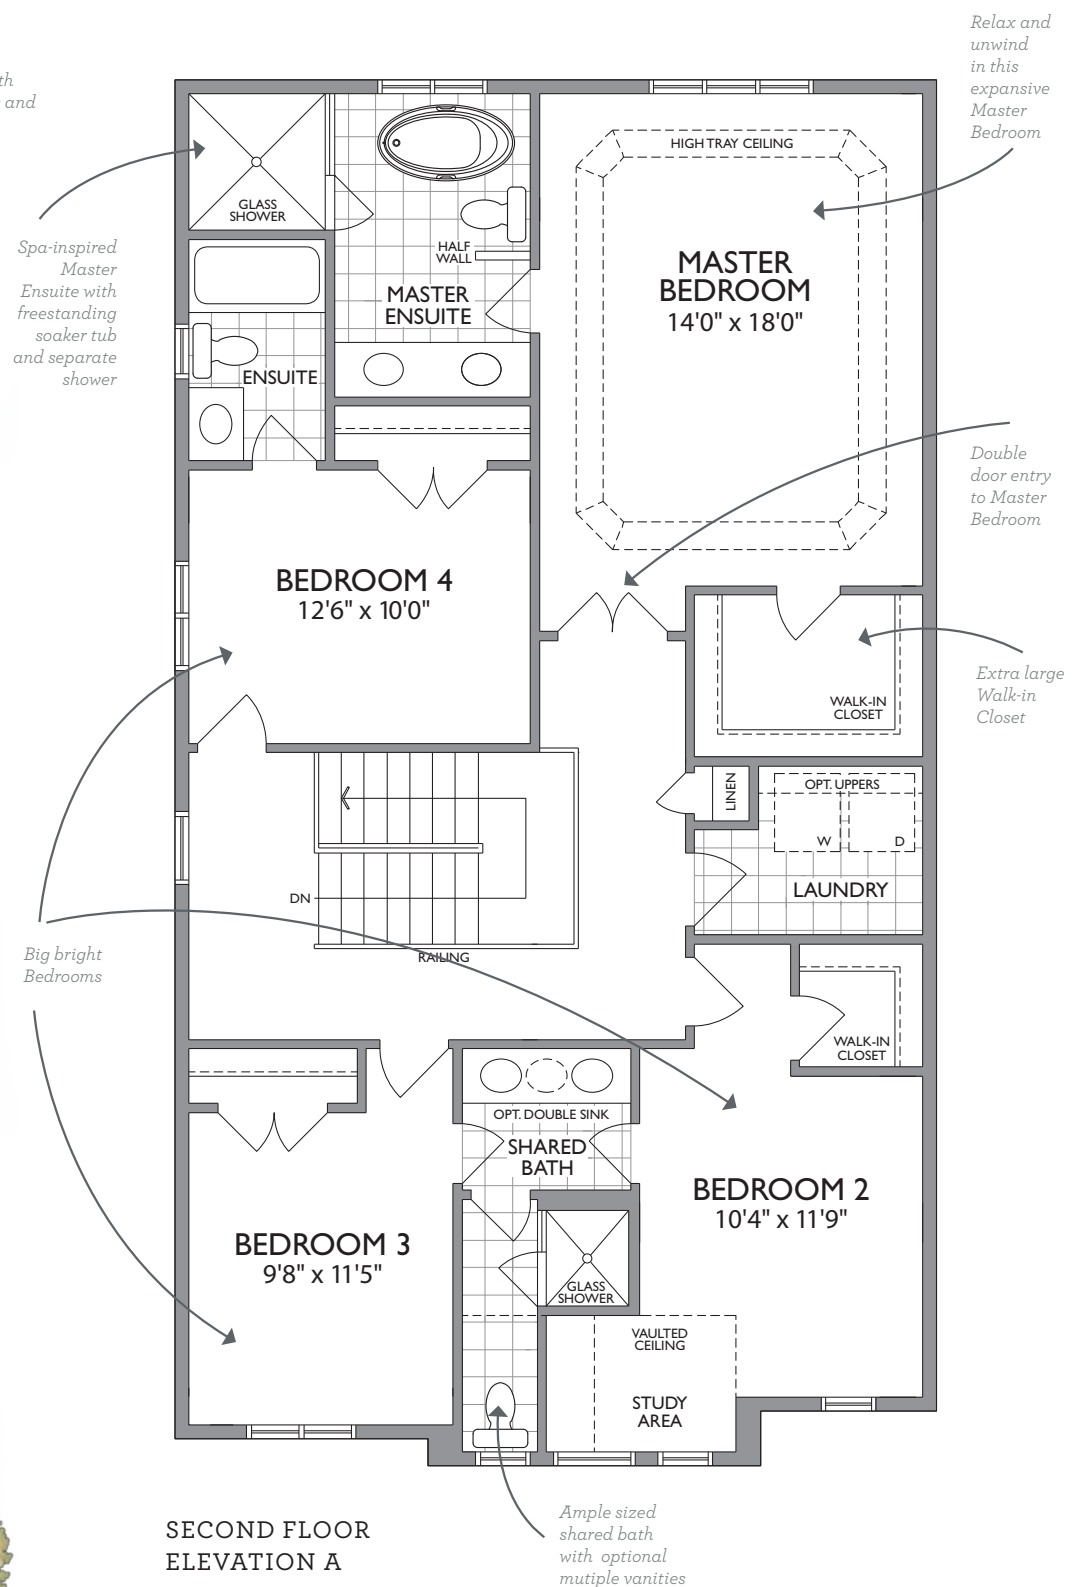 Relax and
unwind
in this
expansive
Master
Bedroom
and
HIGH TRAY CEILING
GLASS
SHOWER
HALF
WALL
MASTER
ENSUITE
MASTER
BEDROOM
14'0" x 18'0"
Spa-inspired
Master
Ensuite with
freestanding
soaker tub
and separate
shower
ENSUITE
Double
door entry
to Master
Bedroom
BEDROOM 4
12'6" x 10'0"
WALK-IN
CLOSET
Extra large
Walk-in
Closet
LINEN
OPT. UPPERS
W D
LAUNDRY
DN
RAILING
Big bright
Bedrooms
WALK-IN
CLOSET
OPT. DOUBLE SINK
SHARED
BATH
BEDROOM 2
10'4" x 11'9"
BEDROOM 3
9'8" x 11'5"
GLASS
SHOWER
VAULTED
CEILING
STUDY
AREA
SECOND FLOOR
ELEVATION A
Ample sized
shared bath
with optional
mutiple vanities